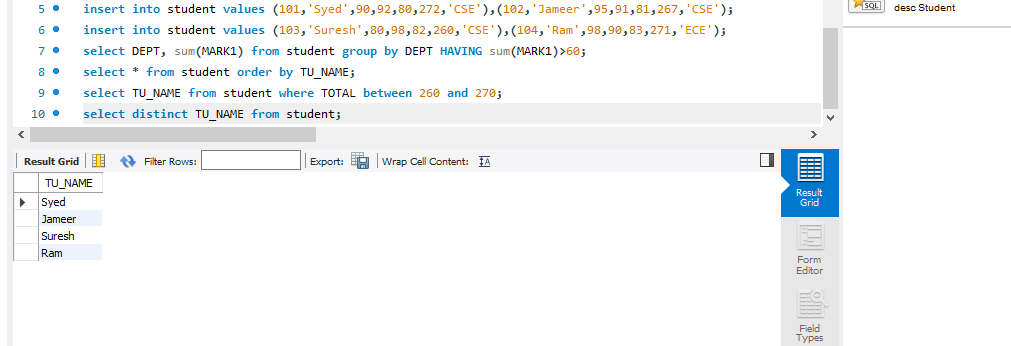 5 insert into student values (101,'Syed',90,92,80,272,'CSE'),(102,'Jameer',95,91,81,267,'CSE');
6 insert into student values (103,'Suresh',80,98,82,260,'CSE'),(104,'Ram',98,90,83,271,'ECE');
7 select DEPT, sum(MARK1) from student group by DEPT HAVING sum(MARK1)>60;
8 select * from student order by TU_NAME;
9 select TU_NAME from student where TOTAL between 260 and 270;
10 select distinct TU_NAME from student;
SQL
desc Student
Result Grid Filter Rows: Export: Wrap Cell Content: IA
TU_NAME
Syed
Jameer
Suresh
Ram
Result
Grid
Form
Editor
Field
Types